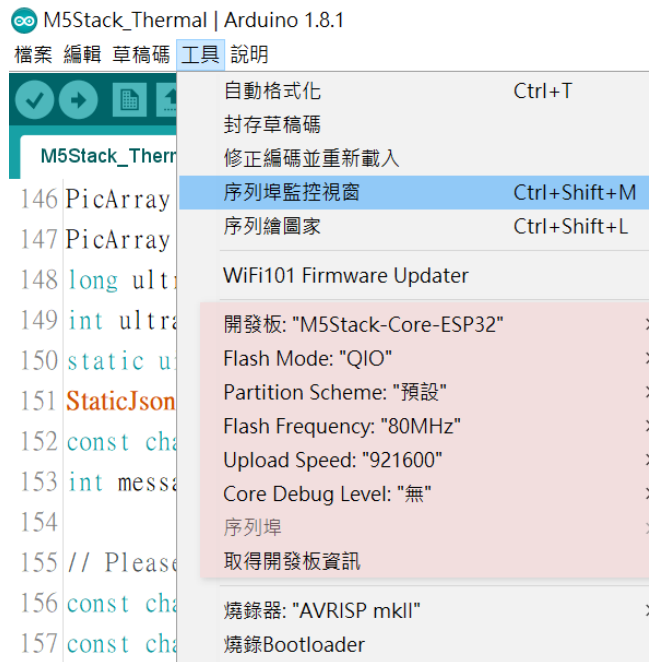 M5Stack_Thermal | Arduino 1.8.1
檔案 編輯 草稿碼 工具 說明
自動格式化 Ctrl+T
封存草稿碼
修正編碼並重新載入
序列埠監控視窗 Ctrl+Shift+M
序列繪圖家 Ctrl+Shift+L
WiFi101 Firmware Updater
開發板: "M5Stack-Core-ESP32"
Flash Mode: "QIO"
Partition Scheme: "預設"
Flash Frequency: "80MHz"
Upload Speed: "921600"
Core Debug Level: "無"
序列埠
取得開發板資訊
燒錄器: "AVRISP mkII"
燒錄Bootloader
M5Stack_Therr
146 PicArray
147 PicArray
148 long ult
149 int ultra
150 static u
151 StaticJson
152 const cha
153 int messa
154
155 // Please
156 const cha
157 const cha